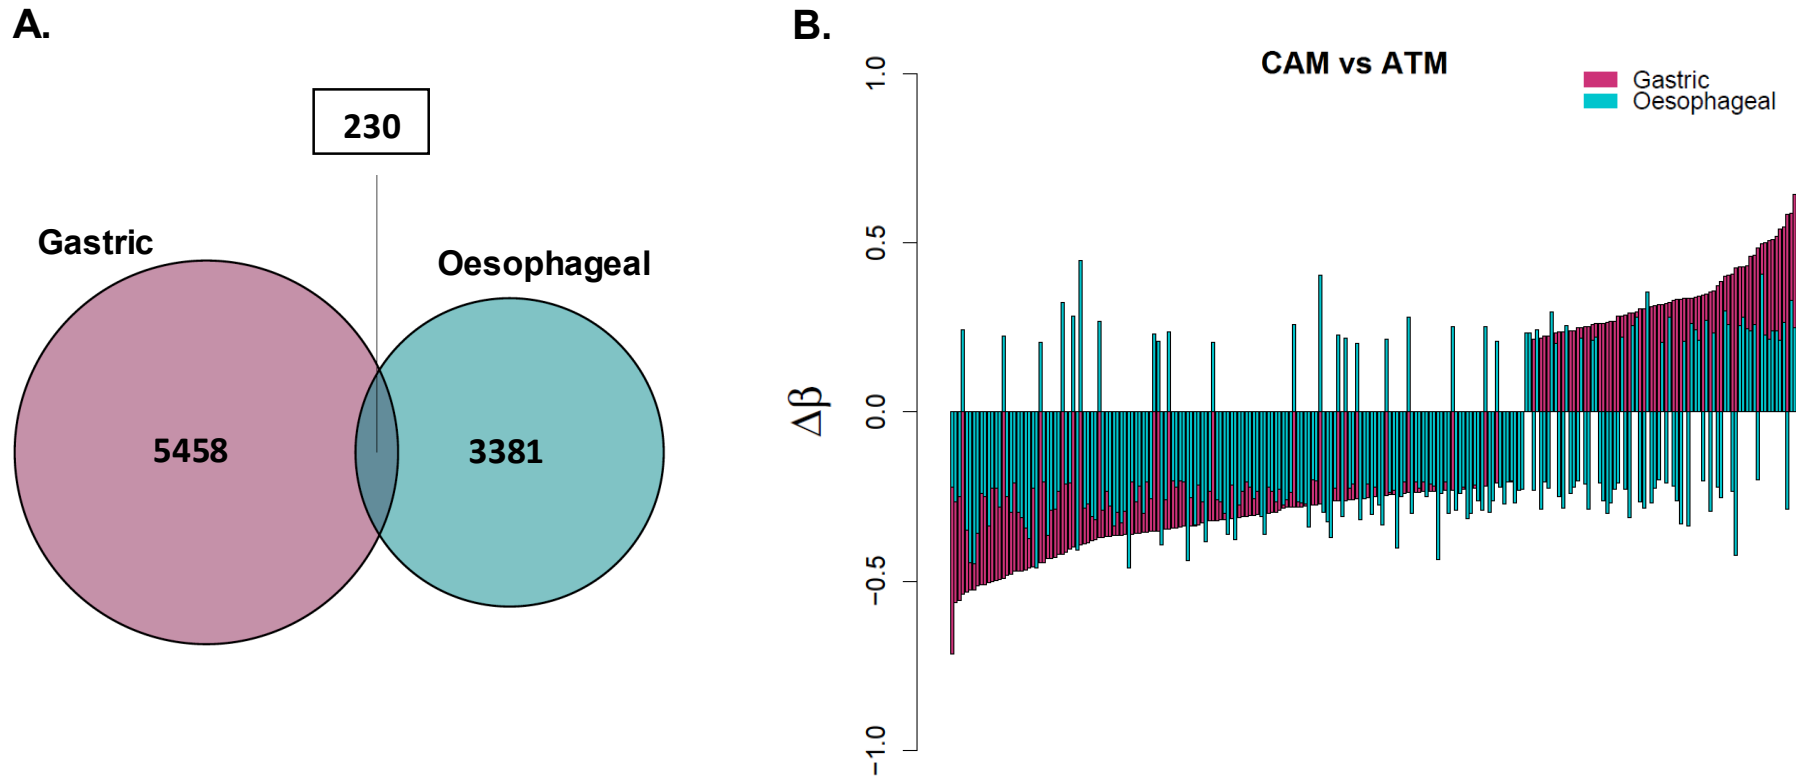 A.
230
Gastric
Oesophageal
5458
3381
B.
CAM vs ATM
Gastric
Oesophageal
Δβ
1.0
0.5
0.0
−0.5
−1.0